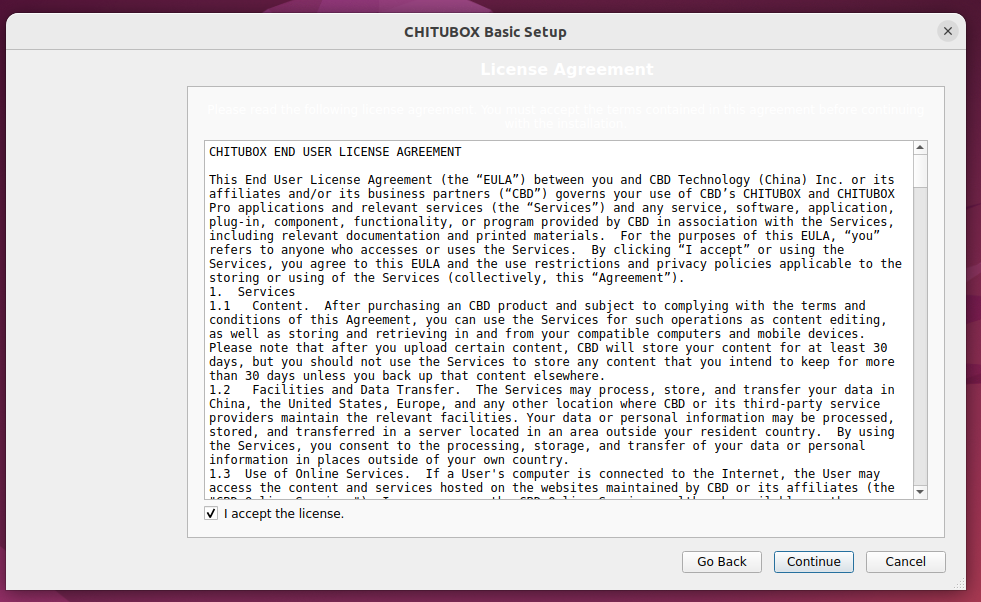 CHITUBOX Basic Setup
License Agreement
Please read the following license agreement. You must accept the terms contained in this agreement before continuing
with the installation.
CHITUBOX END USER LICENSE AGREEMENT
This End User License Agreement (the “EULA”) between you and CBD Technology (China) Inc. or its
affiliates and/or its business partners (“CBD”) governs your use of CBD’s CHITUBOX and CHITUBOX
Pro applications and relevant services (the “Services”) and any service, software, application,
plug-in, component, functionality, or program provided by CBD in association with the Services,
including relevant documentation and printed materials.  For the purposes of this EULA, “you”
refers to anyone who accesses or uses the Services.  By clicking “I accept” or using the
Services, you agree to this EULA and the use restrictions and privacy policies applicable to the
storing or using of the Services (collectively, this “Agreement”).
1.  Services
1.1   Content.  After purchasing an CBD product and subject to complying with the terms and
conditions of this Agreement, you can use the Services for such operations as content editing,
as well as storing and retrieving in and from your compatible computers and mobile devices.
Please note that after you upload certain content, CBD will store your content for at least 30
days, but you should not use the Services to store any content that you intend to keep for more
than 30 days unless you back up that content elsewhere.
1.2   Facilities and Data Transfer.  The Services may process, store, and transfer your data in
China, the United States, Europe, and any other location where CBD or its third-party service
providers maintain the relevant facilities. Your data or personal information may be processed,
stored, and transferred in a server located in an area outside your resident country.  By using
the Services, you consent to the processing, storage, and transfer of your data or personal
information in places outside of your own country.
1.3  Use of Online Services.  If a User's computer is connected to the Internet, the User may
access the content and services hosted on the websites maintained by CBD or its affiliates (the
I accept the license.
Go Back
Continue
Cancel